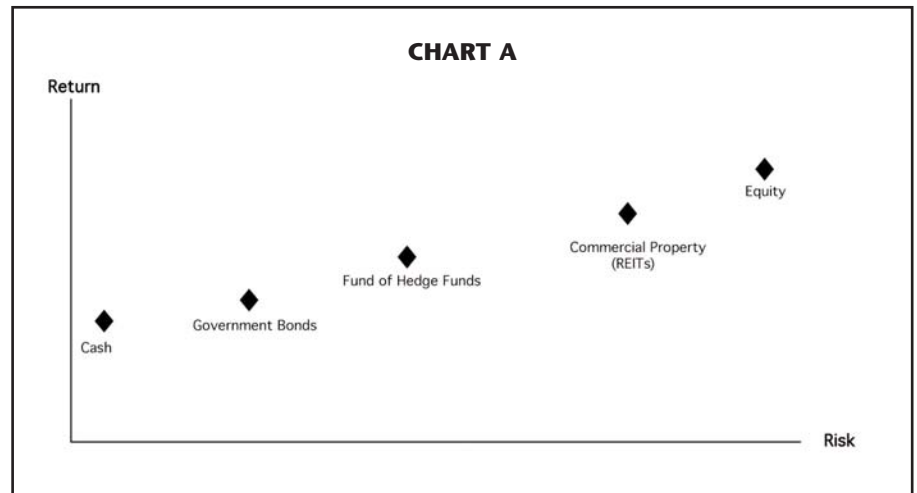 CHART A
Return
Equity
Commercial Property
(REITs)
Fund of Hedge Funds
Government Bonds
Cash
Risk